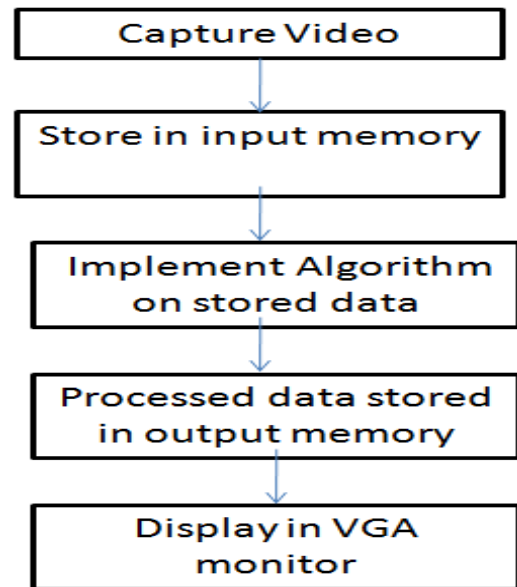 Capture Video
Store in input memory
Implement Algorithm
on stored data
Processed data stored
in output memory
Display in VGA
monitor